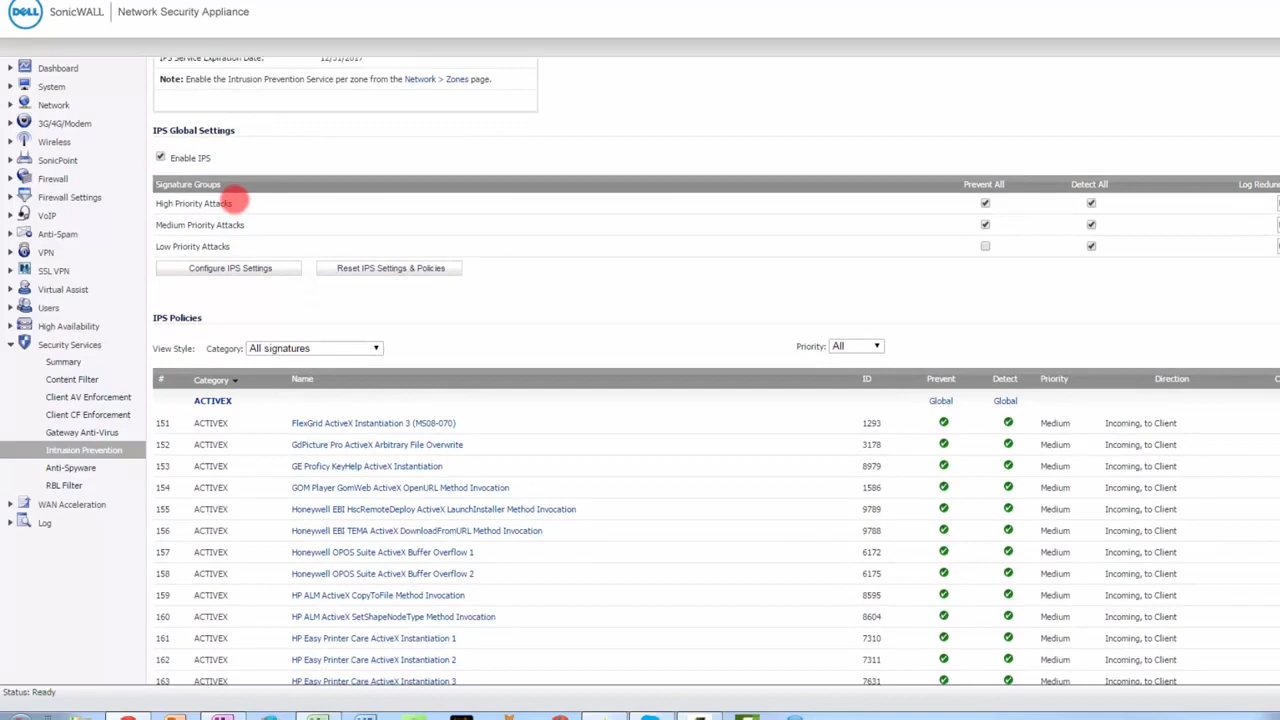 DELL SonicWALL | Network Security Appliance
IPS Service Expiration Date: 12/31/2017
Note: Enable the Intrusion Prevention Service per zone from the Network > Zones page.
Dashboard
System
Network
3G/4G/Modem
Wireless
SonicPoint
Firewall
Firewall Settings
VoIP
Anti-Spam
VPN
SSL VPN
Virtual Assist
Users
High Availability
Security Services
Summary
Content Filter
Client AV Enforcement
Client CF Enforcement
Gateway Anti-Virus
Intrusion Prevention
Anti-Spyware
RBL Filter
WAN Acceleration
Log
IPS Global Settings
Enable IPS
Signature Groups Prevent All Detect All Log Redun
High Priority Attacks
Medium Priority Attacks
Low Priority Attacks
Configure IPS Settings Reset IPS Settings & Policies
IPS Policies
View Style: Category: All signatures Priority: All
# Category Name ID Prevent Detect Priority Direction
ACTIVEX Global Global
151 ACTIVEX FlexGrid ActiveX Instantiation 3 (MS08-070) 1293 Medium Incoming, to Client
152 ACTIVEX GdPicture Pro ActiveX Arbitrary File Overwrite 3178 Medium Incoming, to Client
153 ACTIVEX GE Proficy KeyHelp ActiveX Instantiation 8979 Medium Incoming, to Client
154 ACTIVEX GOM Player GomWeb ActiveX OpenURL Method Invocation 1586 Medium Incoming, to Client
155 ACTIVEX Honeywell EBI HscRemoteDeploy ActiveX LaunchInstaller Method Invocation 9789 Medium Incoming, to Client
156 ACTIVEX Honeywell EBI TEMA ActiveX DownloadFromURL Method Invocation 9788 Medium Incoming, to Client
157 ACTIVEX Honeywell OPOS Suite ActiveX Buffer Overflow 1 6172 Medium Incoming, to Client
158 ACTIVEX Honeywell OPOS Suite ActiveX Buffer Overflow 2 6175 Medium Incoming, to Client
159 ACTIVEX HP ALM ActiveX CopyToFile Method Invocation 8595 Medium Incoming, to Client
160 ACTIVEX HP ALM ActiveX SetShapeNodeType Method Invocation 8604 Medium Incoming, to Client
161 ACTIVEX HP Easy Printer Care ActiveX Instantiation 1 7310 Medium Incoming, to Client
162 ACTIVEX HP Easy Printer Care ActiveX Instantiation 2 7311 Medium Incoming, to Client
163 ACTIVEX HP Easy Printer Care ActiveX Instantiation 3 7631 Medium Incoming, to Client
Status: Ready